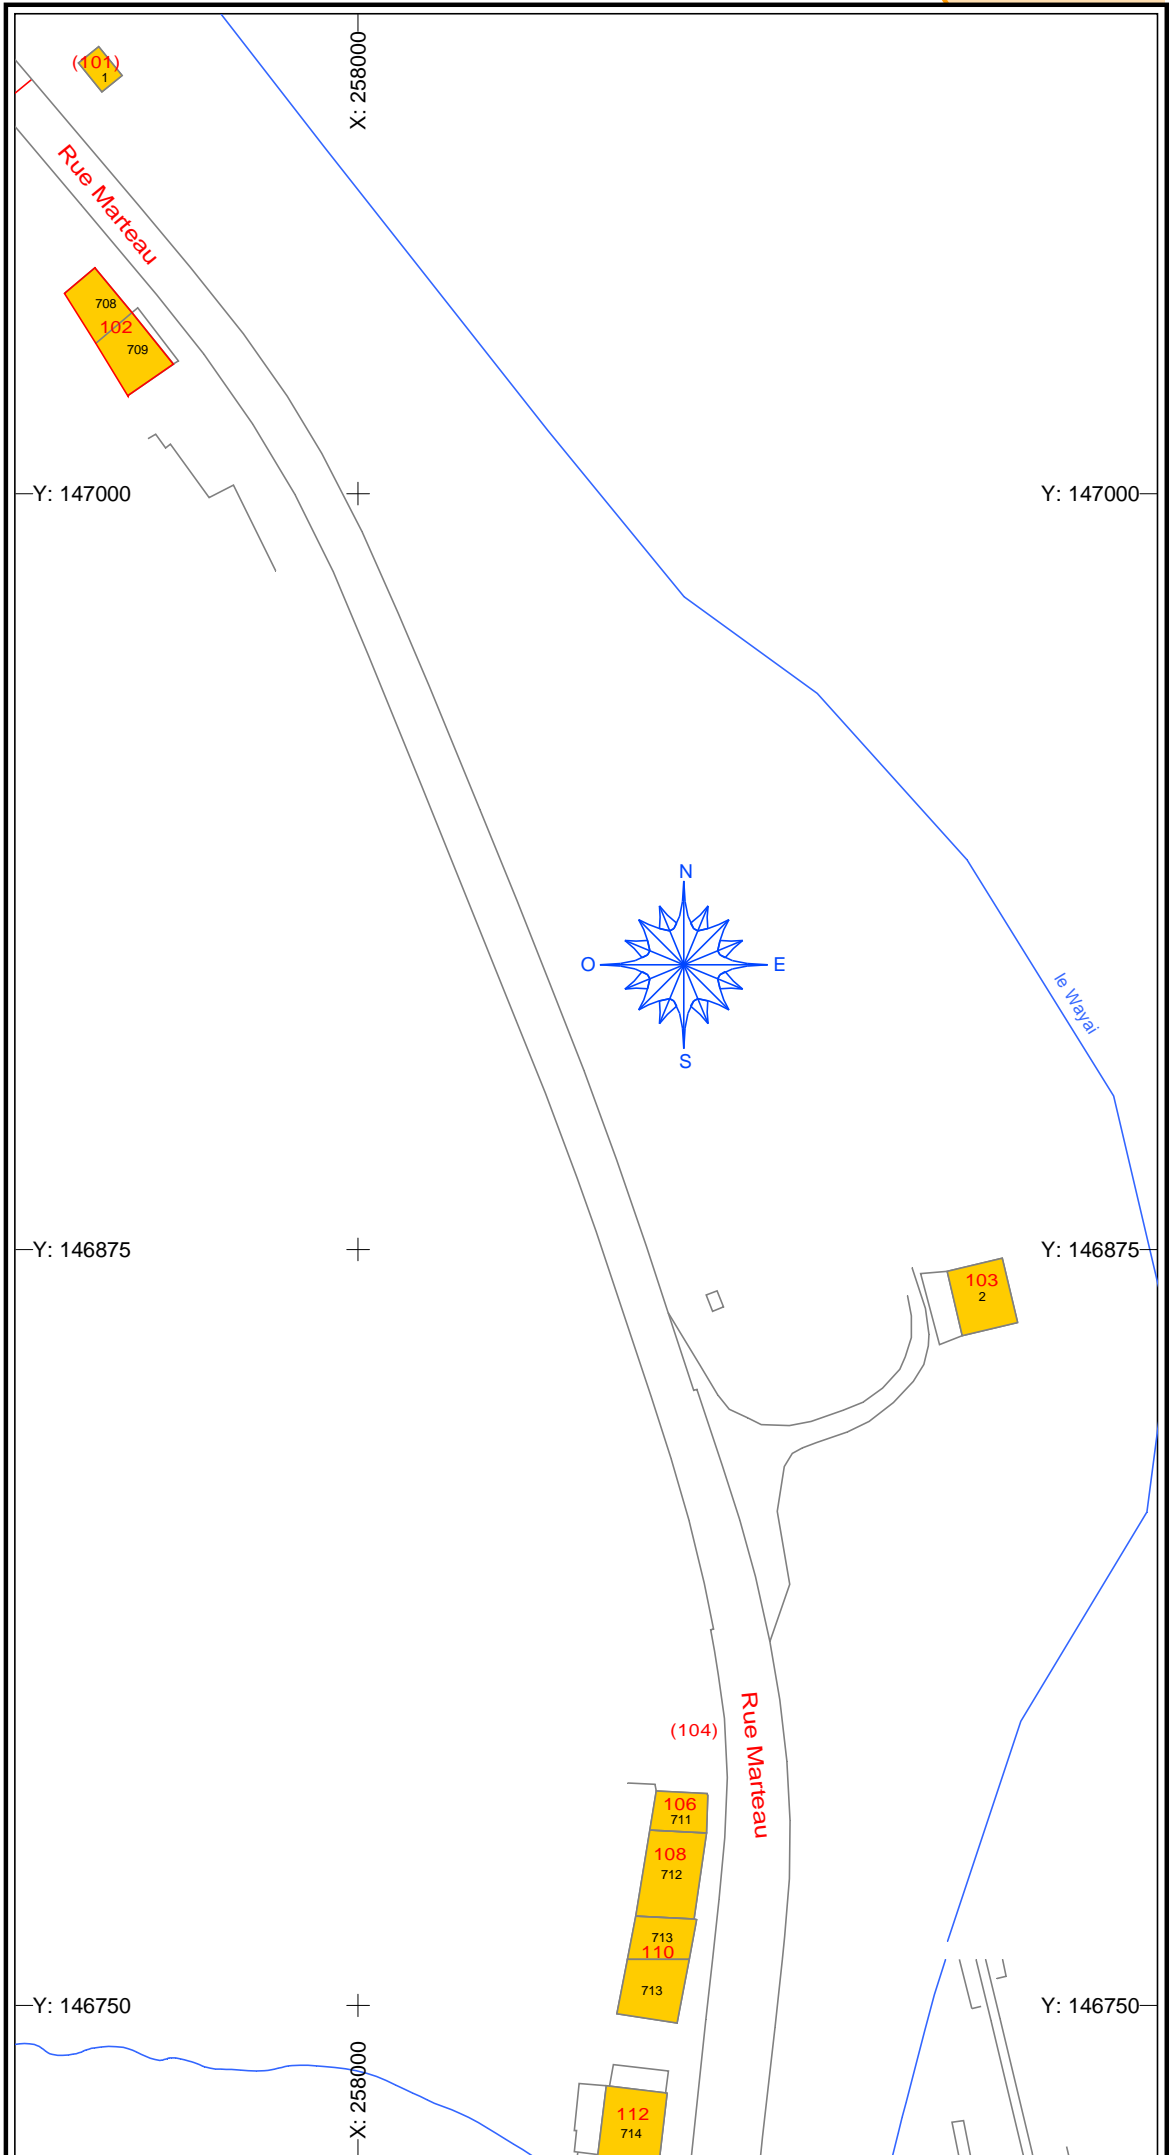 (101)
1
X: 258000
Rue Marteau
708
102
709
Y: 147000
Y: 147000
N
O
E
S
le Wayai
Y: 146875
Y: 146875
103
2
(104)
Rue Marteau
106
711
108
712
713
110
713
Y: 146750
Y: 146750
X: 258000
112
714